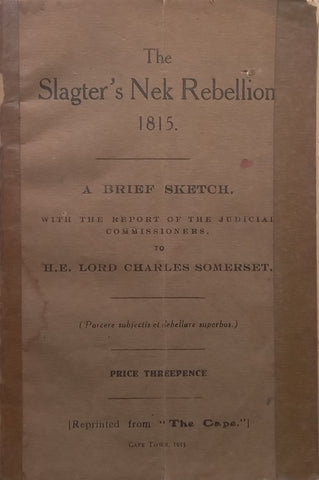 The
Slagter's Nek Rebellion
1815.
A BRIEF SKETCH.
WITH THE REPORT OF THE JUDICIAL
COMMISSIONERS,
TO
H.E. LORD CHARLES SOMERSET.
(Parcere subjectis et debellare superbos.)
PRICE THREEPENCE
[Reprinted from "The Cape."]
CAPE TOWN, 1915